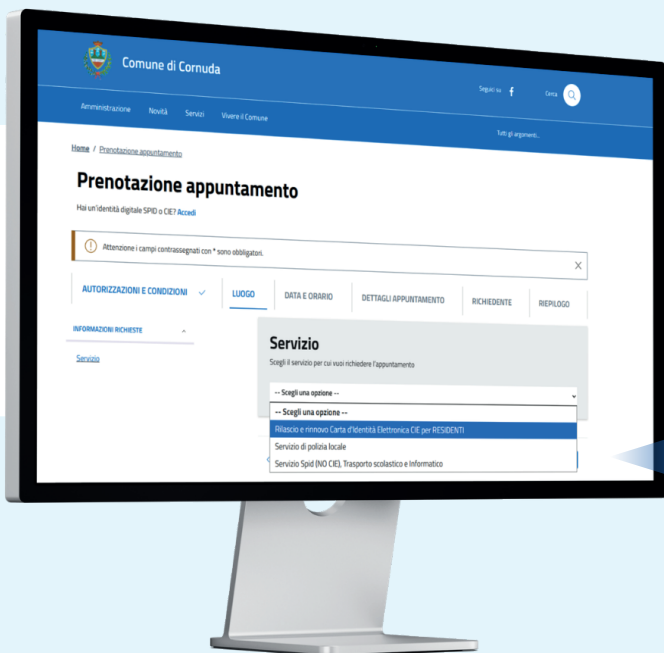 Comune di Cornuda
Seguici su
Cerca
Amministrazione Novità Servizi Vivere il Comune
Tutti gli argomenti...
Home / Prenotazione appuntamento
Prenotazione appuntamento
Hai un'identità digitale SPID o CIE? Accedi
Attenzione i campi contrassegnati con * sono obbligatori.
AUTORIZZAZIONI E CONDIZIONI LUOGO DATA E ORARIO DETTAGLI APPUNTAMENTO RICHIEDENTE RIEPILOGO
INFORMAZIONI RICHIESTE
Servizio
Servizio
Scegli il servizio per cui vuoi richiedere l'appuntamento
-- Scegli una opzione --
-- Scegli una opzione --
Rilascio e rinnovo Carta d'Identità Elettronica CIE per RESIDENTI
Servizio di polizia locale
Servizio Spid (NO CIE), Trasporto scolastico e Informatico